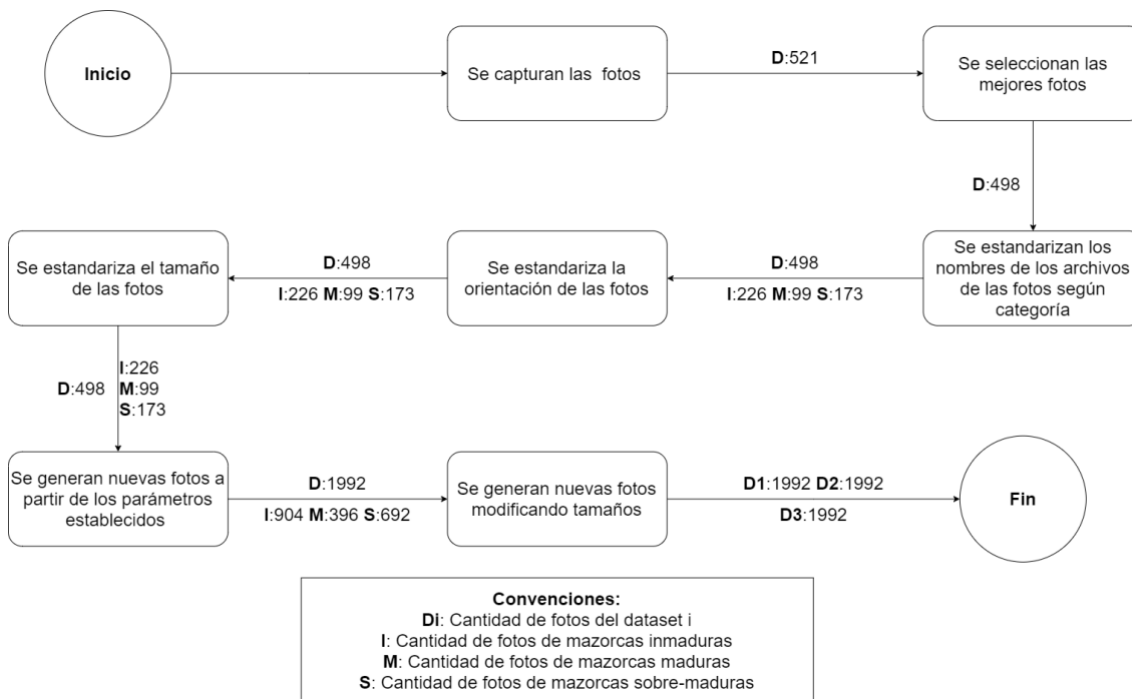 Inicio
Se capturan las fotos
D:521
Se seleccionan las
mejores fotos
D:498
Se estandarizan los
nombres de los archivos
de las fotos según
categoría
D:498
I:226 M:99 S:173
Se estandariza la
orientación de las fotos
D:498
I:226 M:99 S:173
Se estandariza el tamaño
de las fotos
D:498
I:226
M:99
S:173
Se generan nuevas fotos a
partir de los parámetros
establecidos
D:1992
I:904 M:396 S:692
Se generan nuevas fotos
modificando tamaños
D1:1992 D2:1992
D3:1992
Fin
Convenciones:
Di: Cantidad de fotos del dataset i
I: Cantidad de fotos de mazorcas inmaduras
M: Cantidad de fotos de mazorcas maduras
S: Cantidad de fotos de mazorcas sobre-maduras